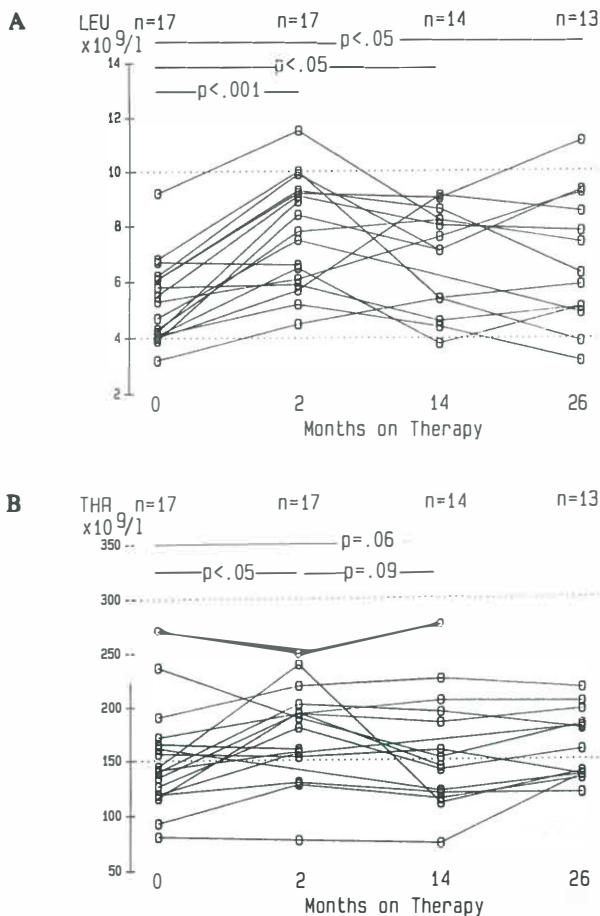 A
LEU n=17 n=17 n=14 n=13
x10 9/l
p<.05
p<.05
p<.001
14
12
10
8
6
4
2
0 2 14 26
Months on Therapy
B
THR n=17 n=17 n=14 n=13
x10 9/l
p=.06
p<.05 p=.09
350
300
250
200
150
100
50
0 2 14 26
Months on Therapy